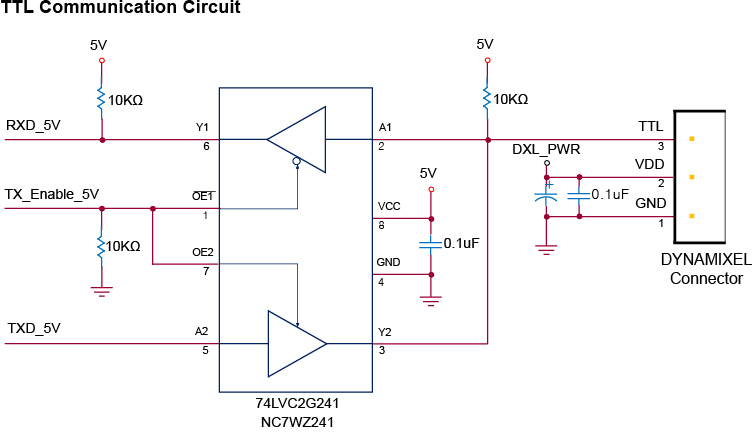 TTL Communication Circuit
5V
5V
10KΩ
10KΩ
RXD_5V
Y1
6
A1
2
TTL
3
DXL_PWR
VDD
2
0.1uF
GND
1
TX_Enable_5V
OE1
1
5V
VCC
8
10KΩ
OE2
7
0.1uF
GND
4
DYNAMIXEL
Connector
TXD_5V
A2
5
Y2
3
74LVC2G241
NC7WZ241